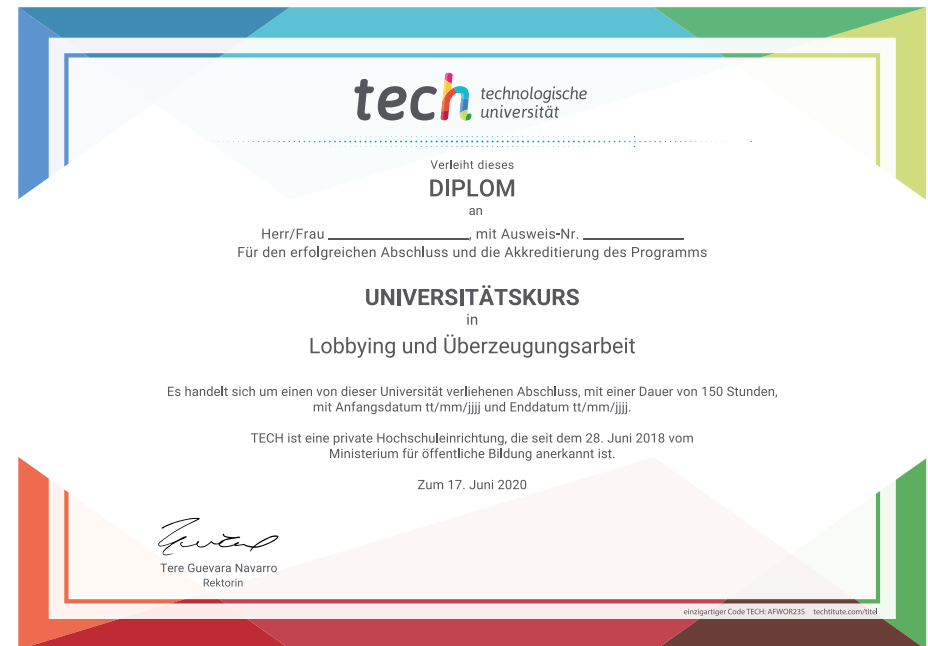 tech technologische
universität
Verleiht dieses
DIPLOM
an
Herr/Frau ____________________, mit Ausweis-Nr. ______________
Für den erfolgreichen Abschluss und die Akkreditierung des Programms
UNIVERSITÄTSKURS
in
Lobbying und Überzeugungsarbeit
Es handelt sich um einen von dieser Universität verliehenen Abschluss, mit einer Dauer von 150 Stunden,
mit Anfangsdatum tt/mm/jjjj und Enddatum tt/mm/jjjj.
TECH ist eine private Hochschuleinrichtung, die seit dem 28. Juni 2018 vom
Ministerium für öffentliche Bildung anerkannt ist.
Zum 17. Juni 2020
Tere Guevara Navarro
Rektorin
einzigartiger Code TECH: AFWOR23S techtitute.com/titel